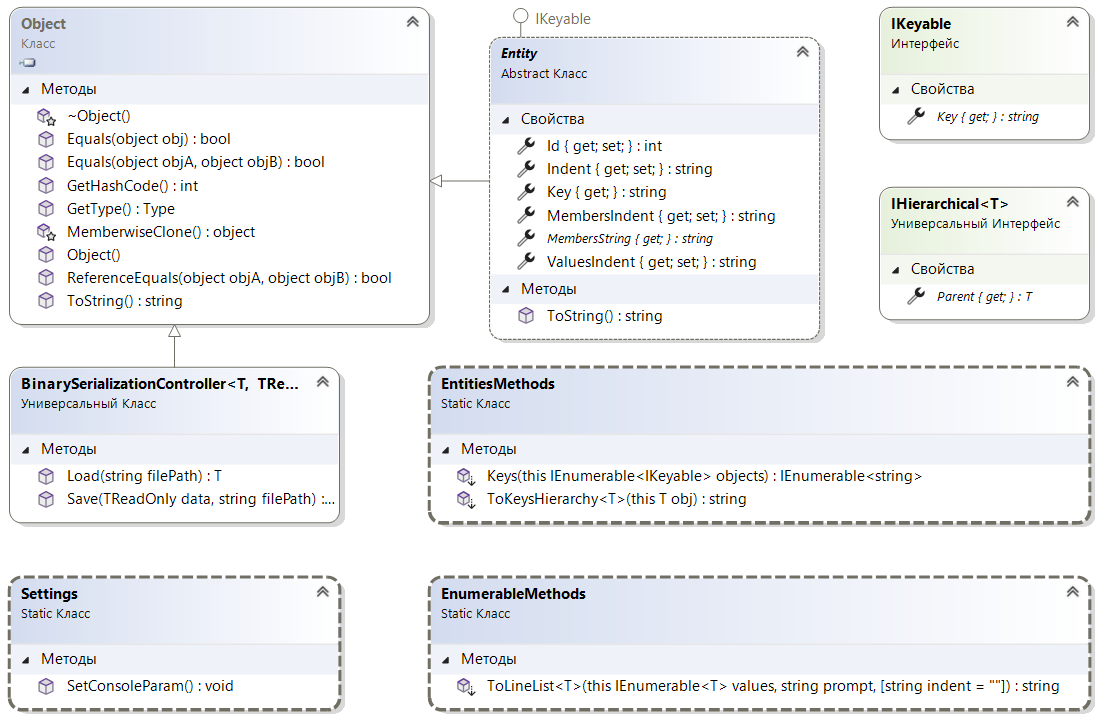 Object
Класс
Методы
~Object()
Equals(object obj) : bool
Equals(object objA, object objB) : bool
GetHashCode() : int
GetType() : Type
MemberwiseClone() : object
Object()
ReferenceEquals(object objA, object objB) : bool
ToString() : string
IKeyable
Entity
Abstract Класс
Свойства
Id { get; set; } : int
Indent { get; set; } : string
Key { get; } : string
MembersIndent { get; set; } : string
MembersString { get; } : string
ValuesIndent { get; set; } : string
Методы
ToString() : string
IKeyable
Интерфейс
Свойства
Key { get; } : string
IHierarchical<T>
Универсальный Интерфейс
Свойства
Parent { get; } : T
BinarySerializationController<T, TRe...
Универсальный Класс
Методы
Load(string filePath) : T
Save(TReadOnly data, string filePath) :...
EntitiesMethods
Static Класс
Методы
Keys(this IEnumerable<IKeyable> objects) : IEnumerable<string>
ToKeysHierarchy<T>(this T obj) : string
Settings
Static Класс
Методы
SetConsoleParam() : void
EnumerableMethods
Static Класс
Методы
ToLineList<T>(this IEnumerable<T> values, string prompt, [string indent = ""]) : string